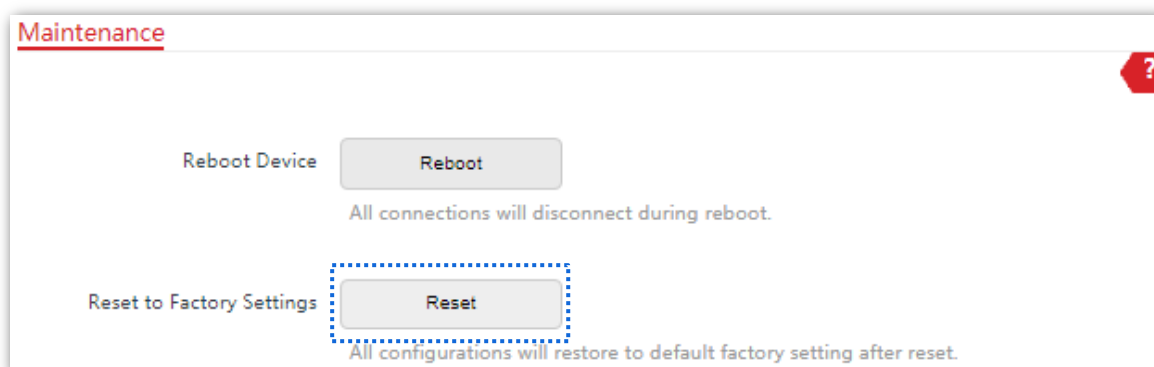 Maintenance
?
Reboot Device Reboot
All connections will disconnect during reboot.
Reset to Factory Settings Reset
All configurations will restore to default factory setting after reset.